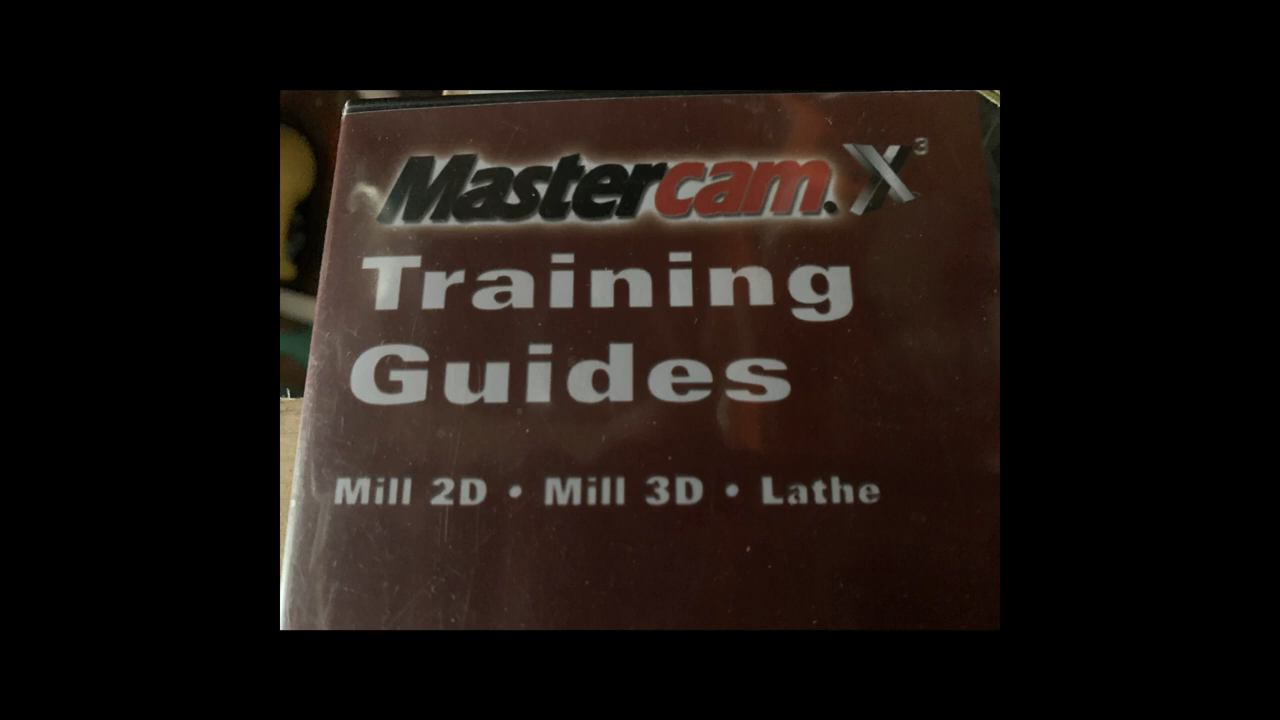 Mastercam. X³
Training
Guides
Mill 2D • Mill 3D • Lathe